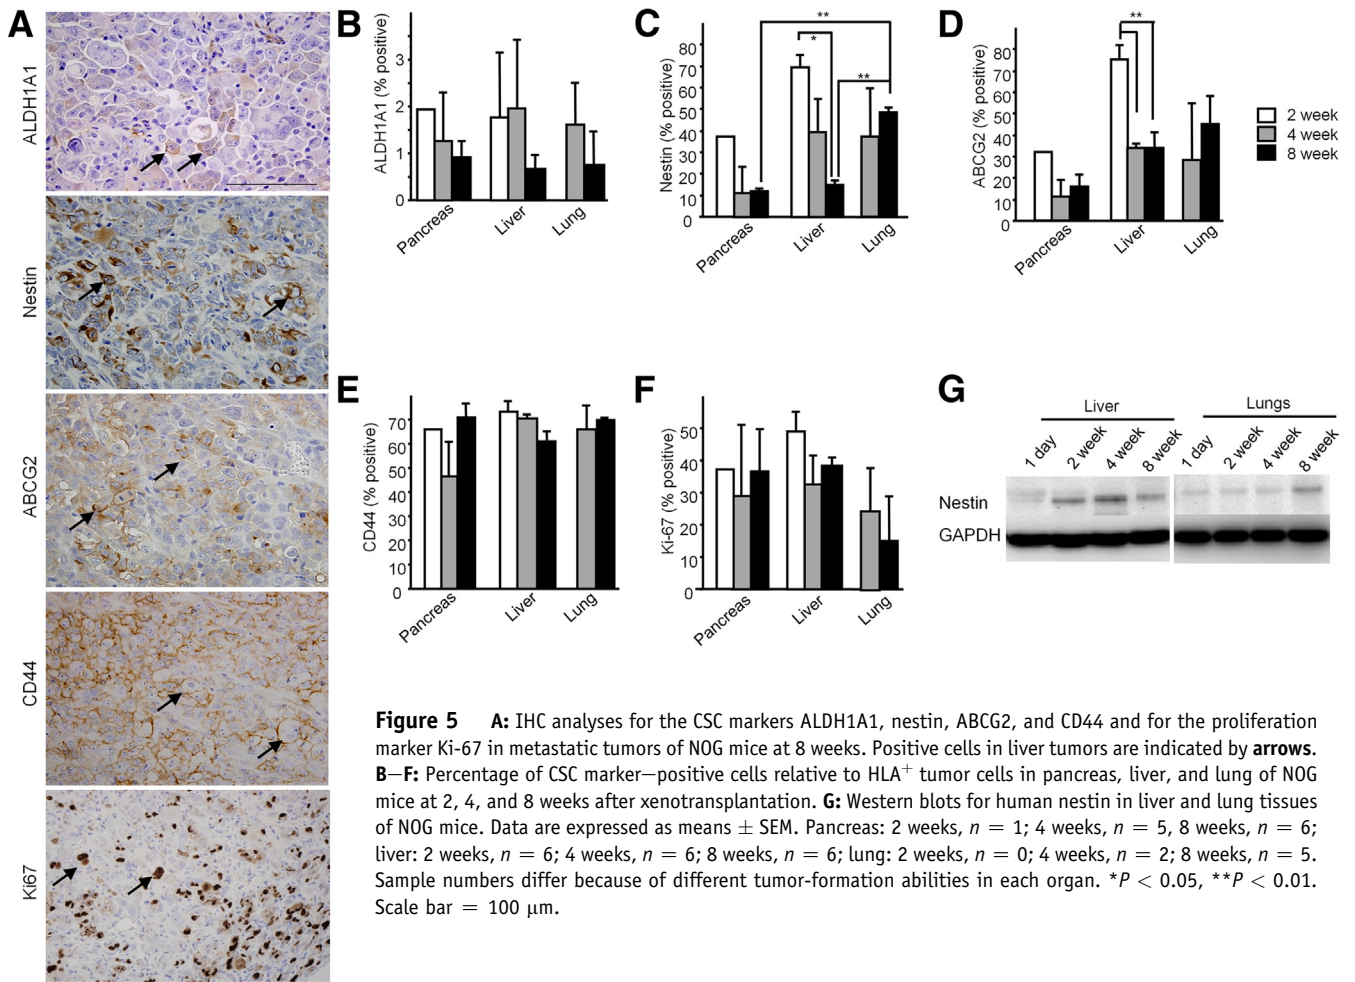 A
ALDH1A1
Nestin
ABCG2
CD44
Ki67
B
ALDH1A1 (% positive)
3
2
1
0
Pancreas
Liver
Lung
C
Nestin (% positive)
80
70
60
50
40
30
20
10
0
**
*
**
Pancreas
Liver
Lung
D
ABCG2 (% positive)
80
70
60
50
40
30
20
10
0
**
Pancreas
Liver
Lung
2 week
4 week
8 week
E
CD44 (% positive)
70
60
50
40
30
20
10
0
Pancreas
Liver
Lung
F
Ki-67 (% positive)
50
40
30
20
10
0
Pancreas
Liver
Lung
G
Liver
Lungs
1 day
2 week
4 week
8 week
1 day
2 week
4 week
8 week
Nestin
GAPDH
Figure 5 A: IHC analyses for the CSC markers ALDH1A1, nestin, ABCG2, and CD44 and for the proliferation
marker Ki-67 in metastatic tumors of NOG mice at 8 weeks. Positive cells in liver tumors are indicated by arrows.
B–F: Percentage of CSC marker–positive cells relative to HLA+ tumor cells in pancreas, liver, and lung of NOG
mice at 2, 4, and 8 weeks after xenotransplantation. G: Western blots for human nestin in liver and lung tissues
of NOG mice. Data are expressed as means ± SEM. Pancreas: 2 weeks, n = 1; 4 weeks, n = 5, 8 weeks, n = 6;
liver: 2 weeks, n = 6; 4 weeks, n = 6; 8 weeks, n = 6; lung: 2 weeks, n = 0; 4 weeks, n = 2; 8 weeks, n = 5.
Sample numbers differ because of different tumor-formation abilities in each organ. *P < 0.05, **P < 0.01.
Scale bar = 100 μm.